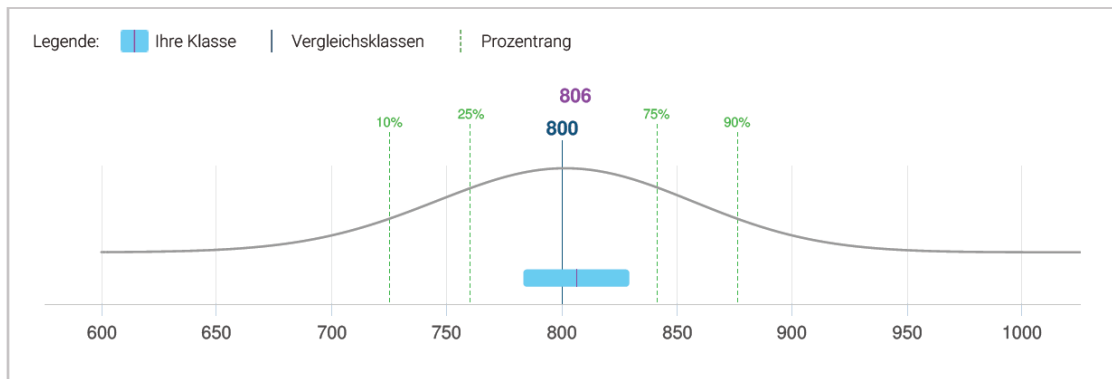 Legende: Ihre Klasse Vergleichsklassen Prozentrang
806
10% 25% 800 75% 90%
600 650 700 750 800 850 900 950 1000